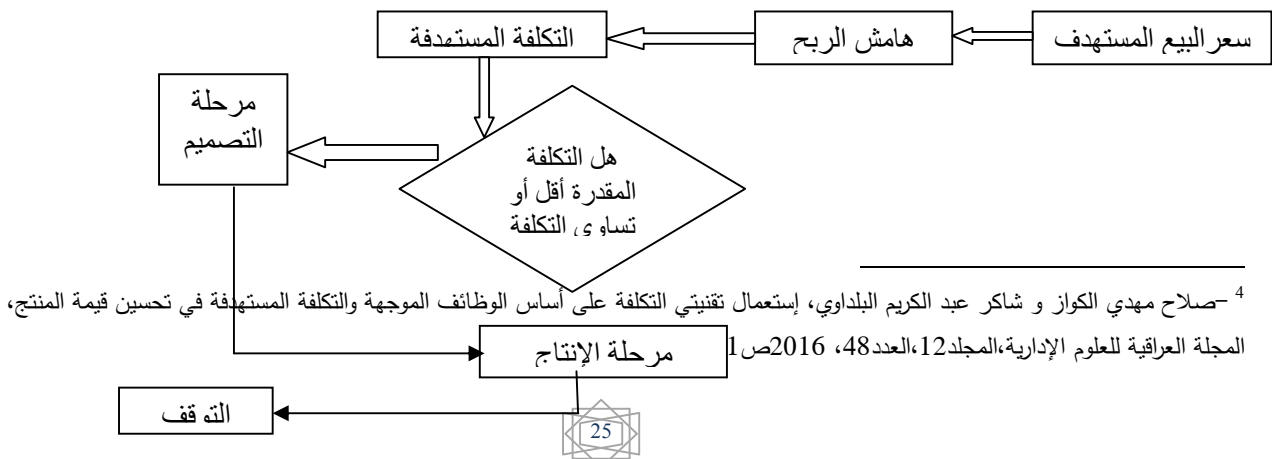 سعر البيع المستهدف
هامش الربح
التكلفة المستهدفة
مرحلة
التصميم
هل التكلفة
المقدرة أقل أو
تساوي التكلفة
4 –صلاح مهدي الكواز و شاكر عبد الكريم البلداوي، إستعمال تقنيتي التكلفة على أساس الوظائف الموجهة والتكلفة المستهدفة في تحسين قيمة المنتج،
المجلة العراقية للعلوم الإدارية،المجلد12،العدد48، 2016ص1
مرحلة الإنتاج
التوقف
25